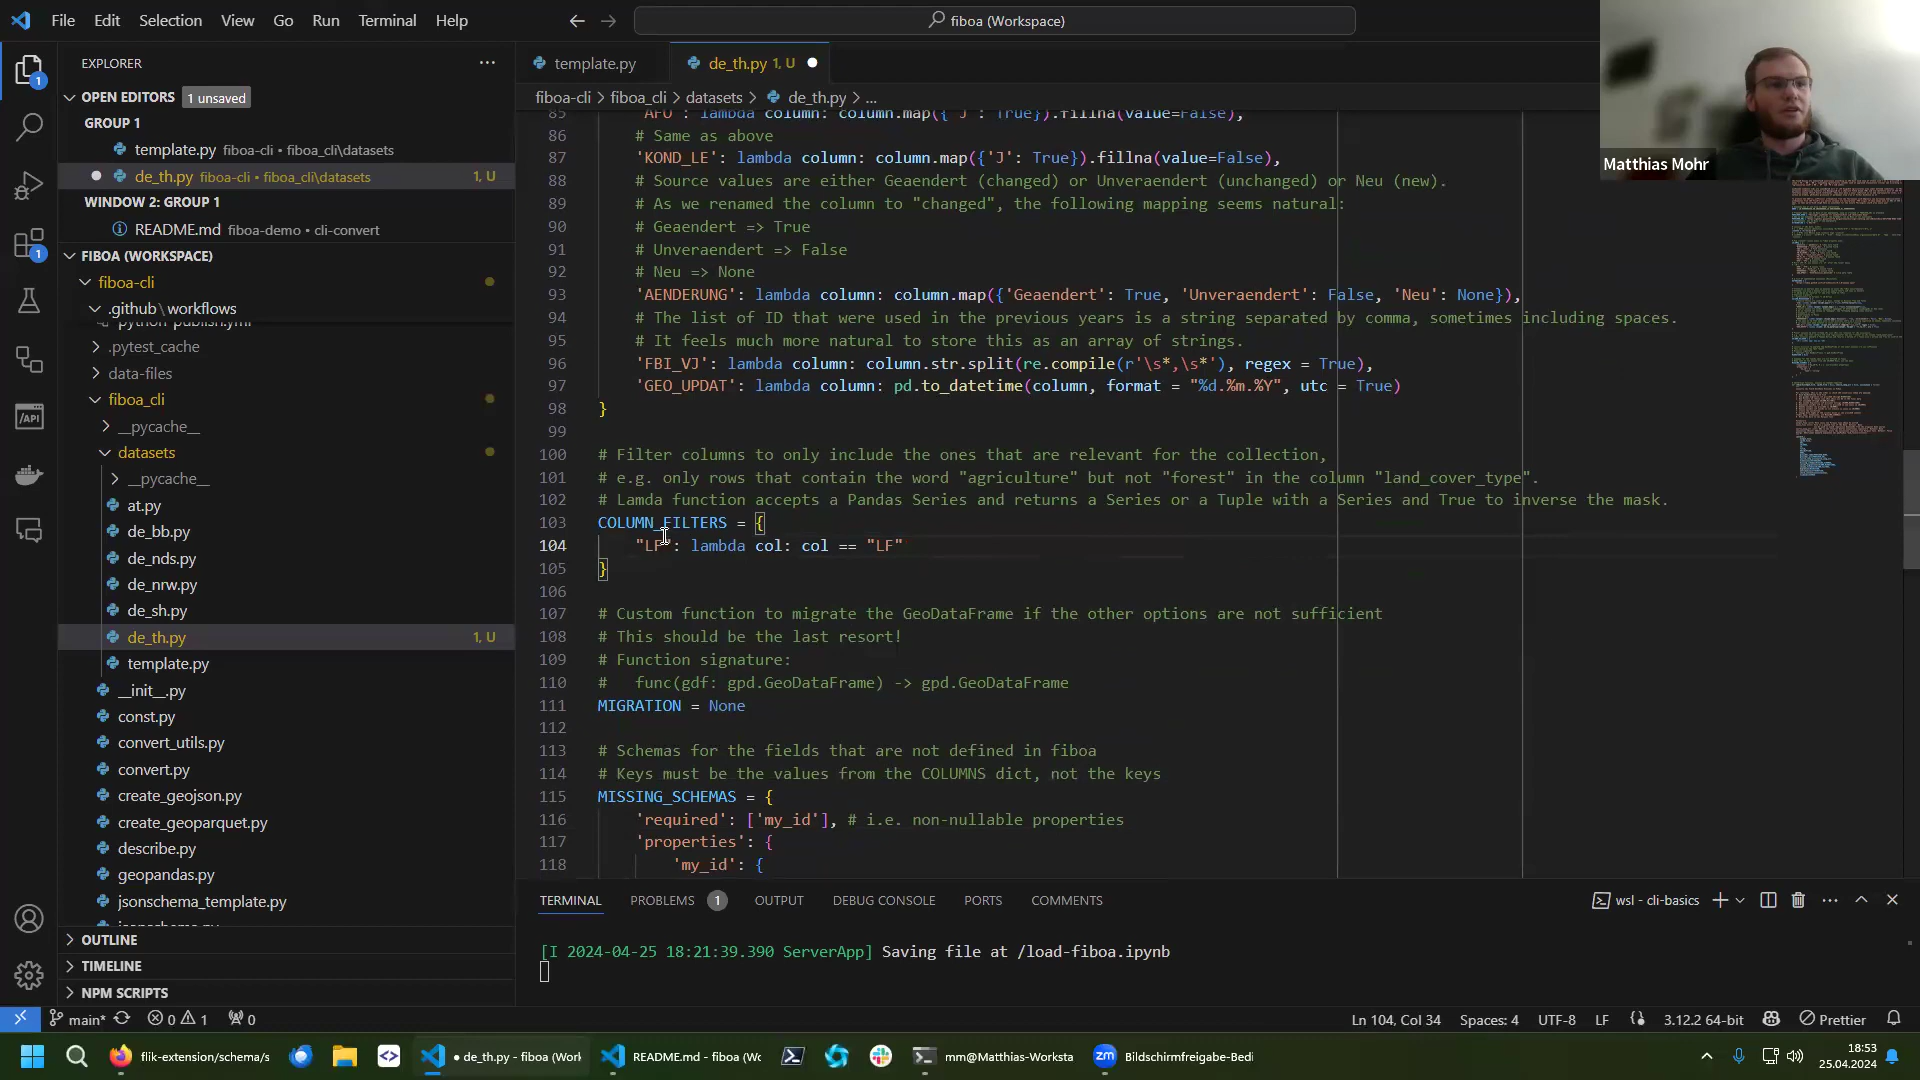 File Edit Selection View Go Run Terminal Help
fiboa (Workspace)
EXPLORER
OPEN EDITORS 1 unsaved
GROUP 1
template.py fiboa-cli • fiboa_cli\datasets
de_th.py fiboa-cli • fiboa_cli\datasets 1, U
WINDOW 2: GROUP 1
README.md fiboa-demo • cli-convert
FIBOA (WORKSPACE)
fiboa-cli
.github\workflows
python-publish.yml
.pytest_cache
data-files
fiboa_cli
__pycache__
datasets
__pycache__
at.py
de_bb.py
de_nds.py
de_nrw.py
de_sh.py
de_th.py 1, U
template.py
__init__.py
const.py
convert_utils.py
convert.py
create_geojson.py
create_geoparquet.py
describe.py
geopandas.py
jsonschema_template.py
OUTLINE
TIMELINE
NPM SCRIPTS
template.py
de_th.py 1, U
fiboa-cli > fiboa_cli > datasets > de_th.py > ...
85 'AFO': lambda column: column.map({'J': True}).fillna(value=False),
86 # Same as above
87 'KOND_LE': lambda column: column.map({'J': True}).fillna(value=False),
88 # Source values are either Geaendert (changed) or Unveraendert (unchanged) or Neu (new).
89 # As we renamed the column to "changed", the following mapping seems natural:
90 # Geaendert => True
91 # Unveraendert => False
92 # Neu => None
93 'AENDERUNG': lambda column: column.map({'Geaendert': True, 'Unveraendert': False, 'Neu': None}),
94 # The list of ID that were used in the previous years is a string separated by comma, sometimes including spaces.
95 # It feels much more natural to store this as an array of strings.
96 'FBI_VJ': lambda column: column.str.split(re.compile(r'\s*,\s*'), regex = True),
97 'GEO_UPDAT': lambda column: pd.to_datetime(column, format = "%d.%m.%Y", utc = True)
98 }
99
100 # Filter columns to only include the ones that are relevant for the collection,
101 # e.g. only rows that contain the word "agriculture" but not "forest" in the column "land_cover_type".
102 # Lamda function accepts a Pandas Series and returns a Series or a Tuple with a Series and True to inverse the mask.
103 COLUMN_FILTERS = {
104 "LF": lambda col: col == "LF"
105 }
106
107 # Custom function to migrate the GeoDataFrame if the other options are not sufficient
108 # This should be the last resort!
109 # Function signature:
110 # func(gdf: gpd.GeoDataFrame) -> gpd.GeoDataFrame
111 MIGRATION = None
112
113 # Schemas for the fields that are not defined in fiboa
114 # Keys must be the values from the COLUMNS dict, not the keys
115 MISSING_SCHEMAS = {
116 'required': ['my_id'], # i.e. non-nullable properties
117 'properties': {
118 'my_id': {
Matthias Mohr
TERMINAL PROBLEMS 1 OUTPUT DEBUG CONSOLE PORTS COMMENTS
wsl - cli-basics
[I 2024-04-25 18:21:39.390 ServerApp] Saving file at /load-fiboa.ipynb
main* 0 1 0
Ln 104, Col 34 Spaces: 4 UTF-8 LF 3.12.2 64-bit Prettier
flik-extension/schema/s
• de_th.py - fiboa (Work
README.md - fiboa (Wc
mm@Matthias-Worksta
Bildschirmfreigabe-Bedi
18:53
25.04.2024